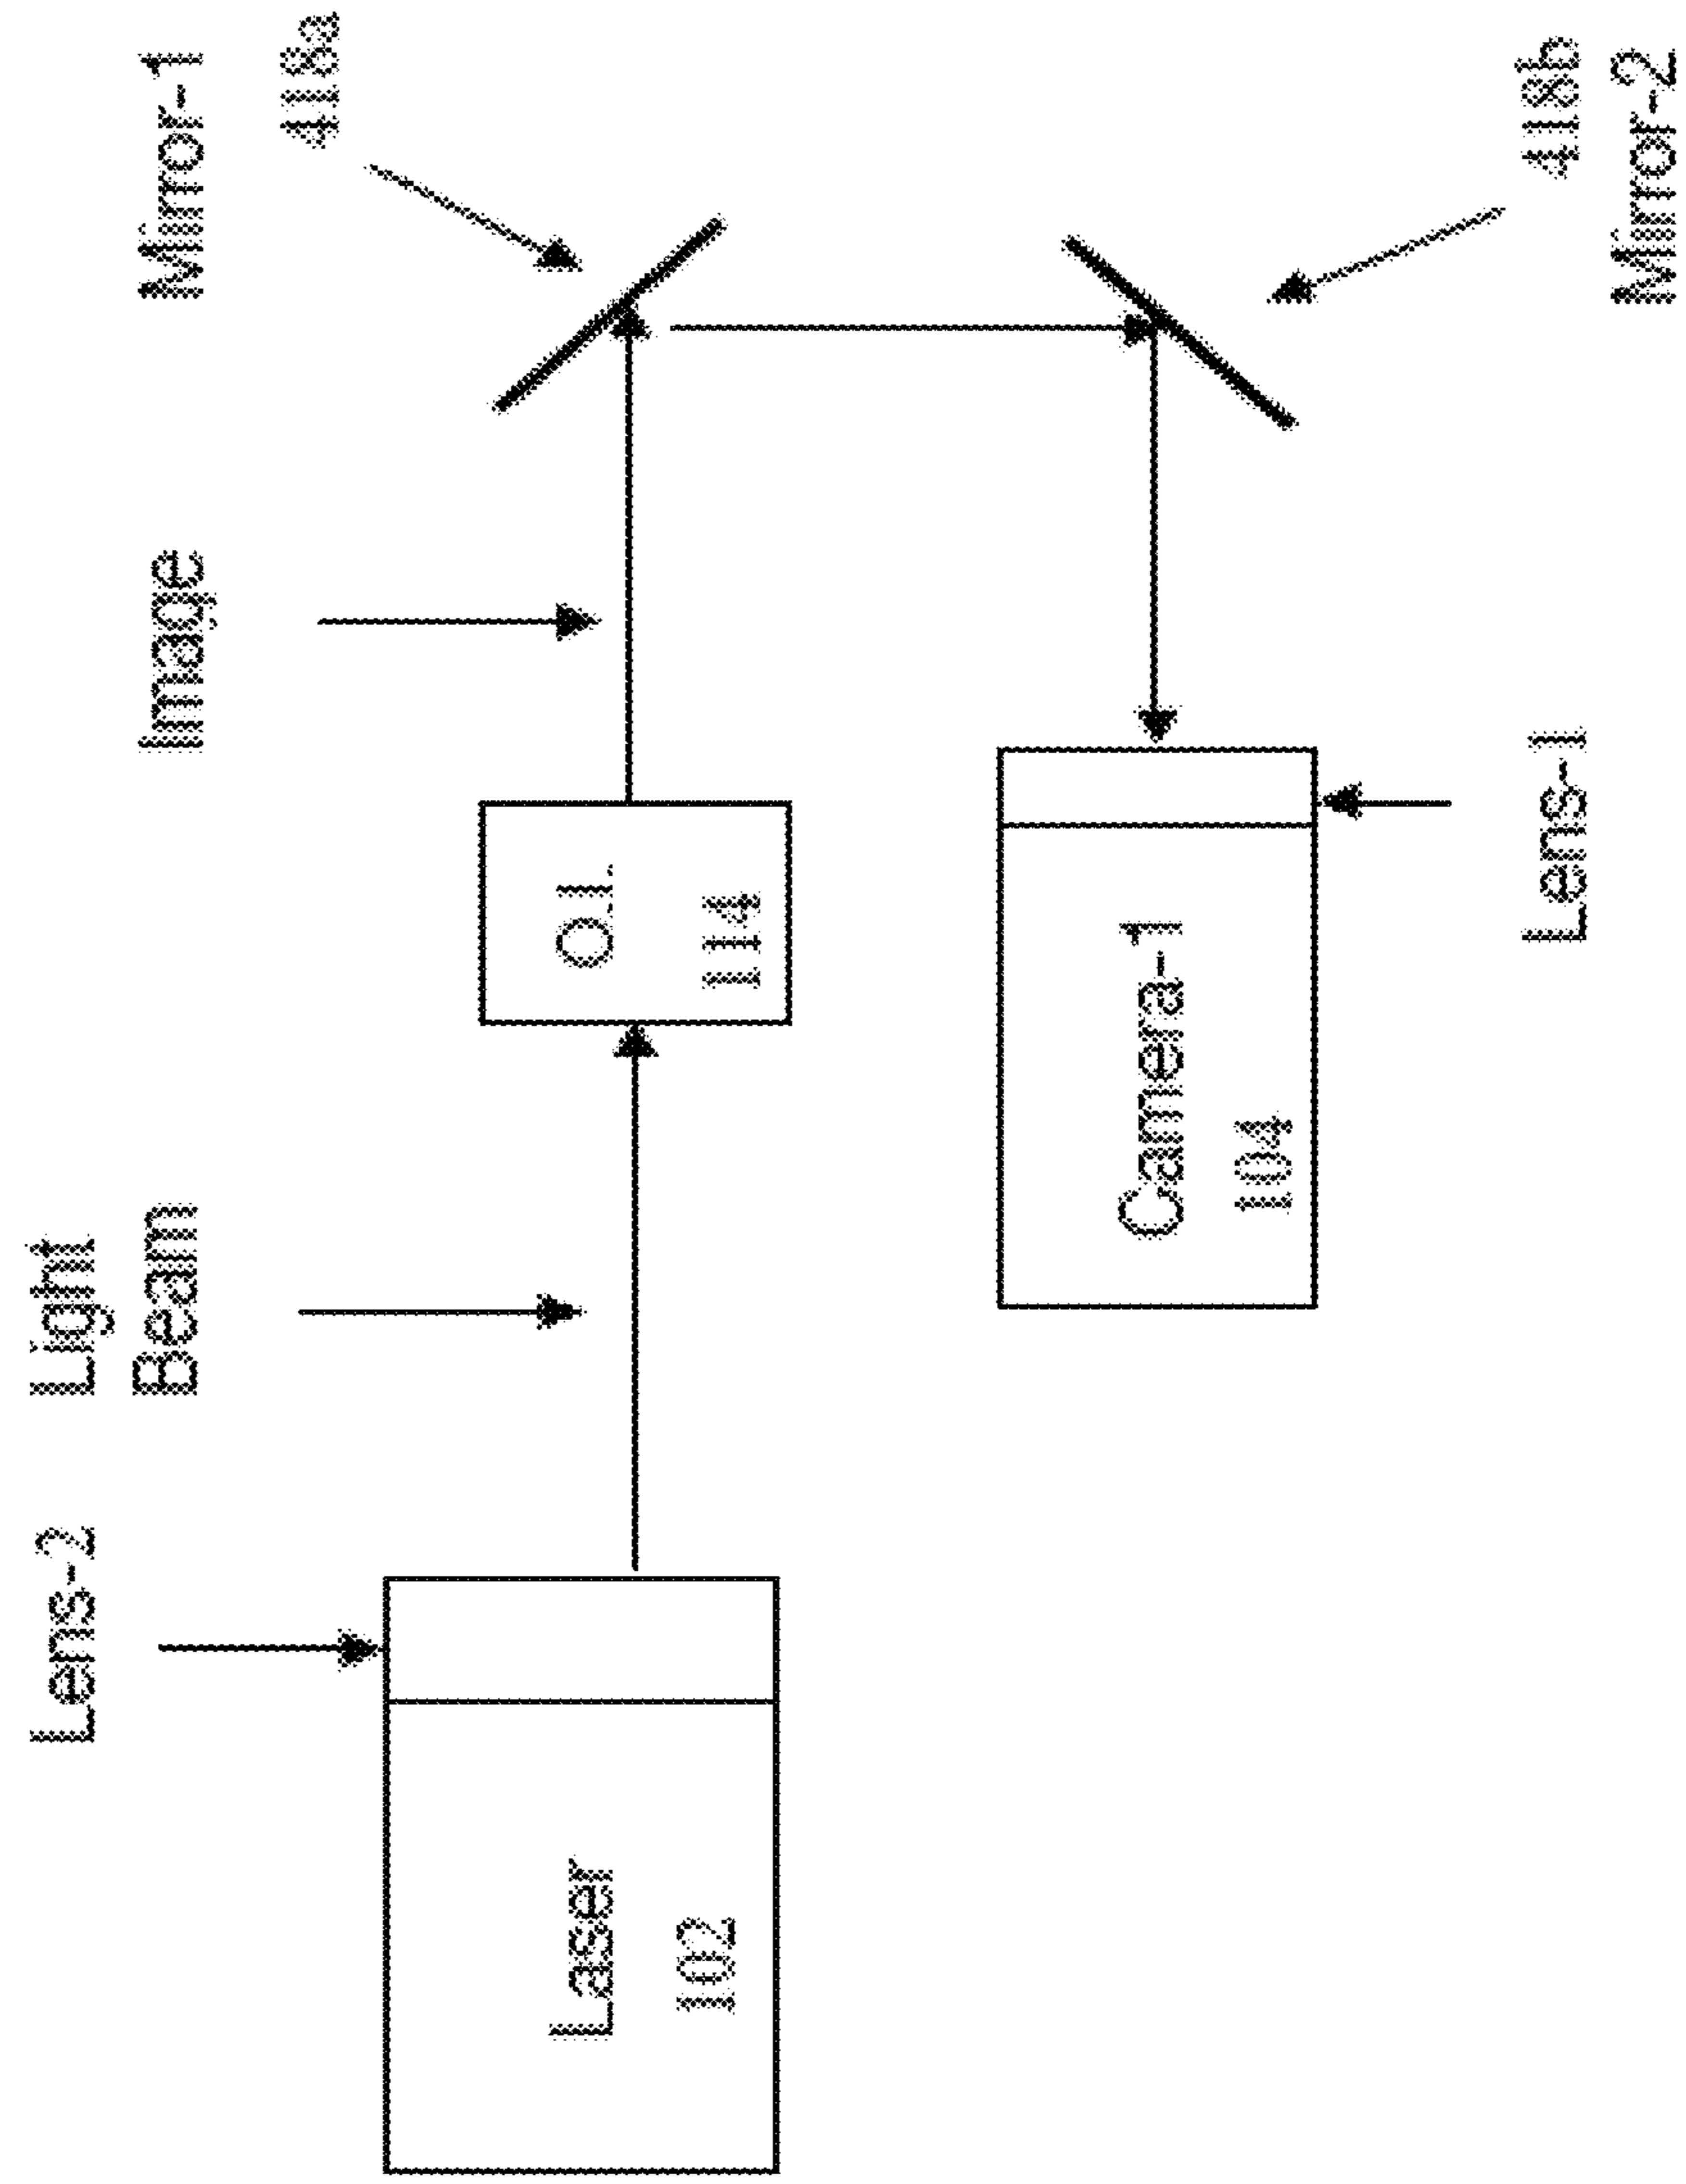 Lens-2
Light
Beam
Image
Mirror-1
418a
Laser
102
O.I.
114
Camera-1
104
Lens-1
418b
Mirror-2